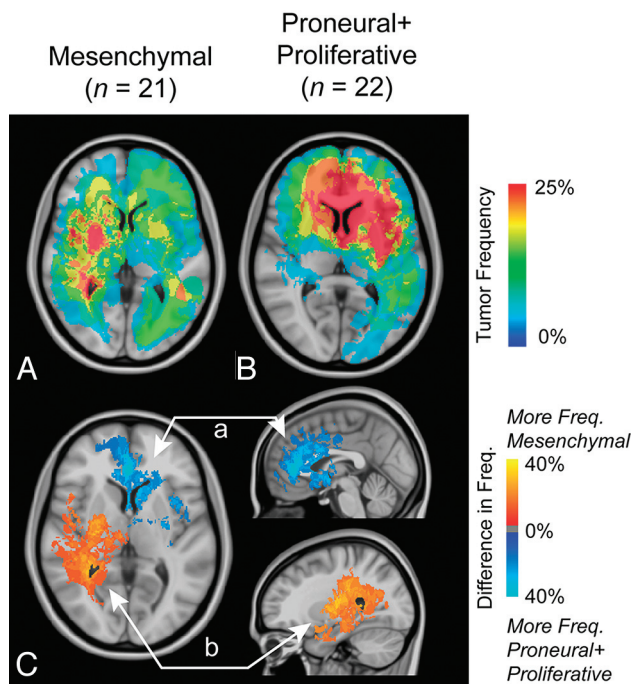 Mesenchymal
(n = 21)
Proneural+
Proliferative
(n = 22)
A
B
25%
0%
Tumor Frequency
C
a
b
More Freq.
Mesenchymal
40%
0%
40%
Difference in Freq.
More Freq.
Proneural+
Proliferative